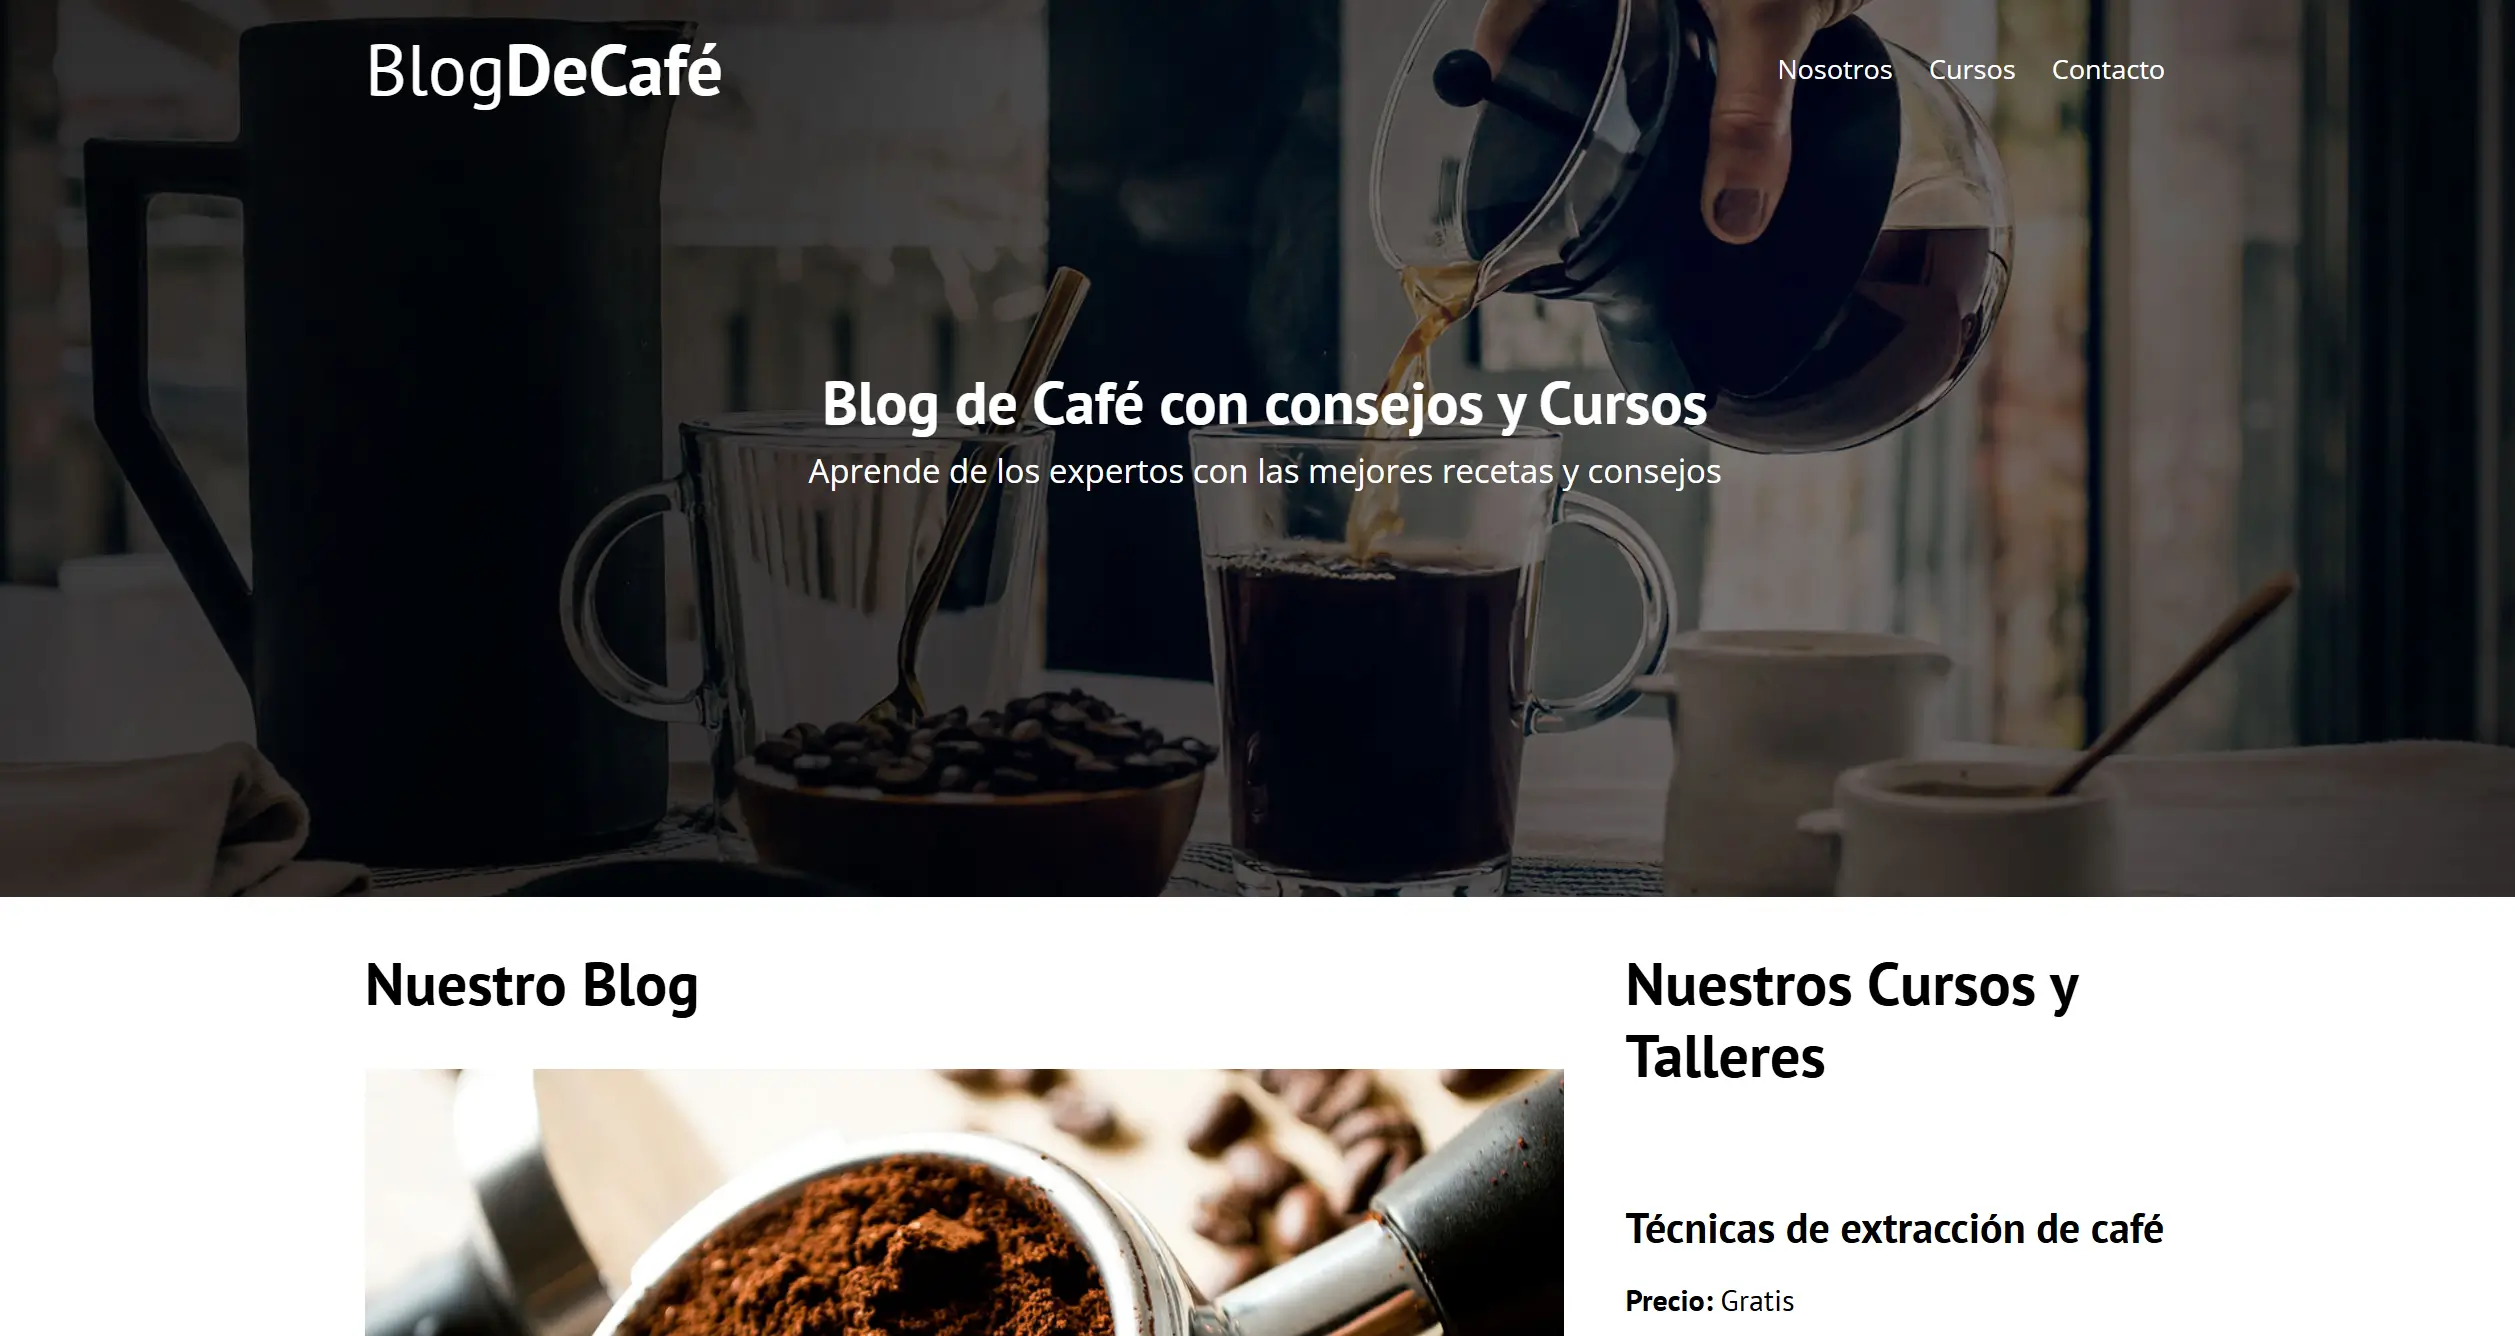 BlogDeCafé
Nosotros Cursos Contacto
Blog de Café con consejos y Cursos
Aprende de los expertos con las mejores recetas y consejos
Nuestro Blog
Nuestros Cursos y
Talleres
Técnicas de extracción de café
Precio: Gratis